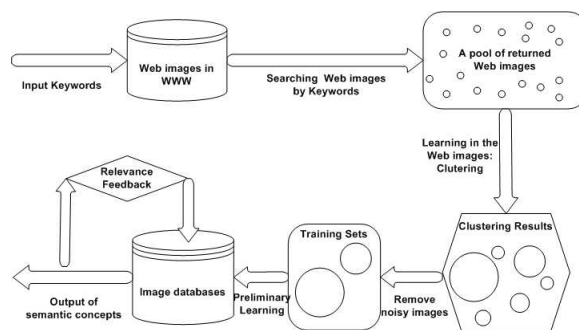 Input Keywords
Web images in
WWW
Searching Web images
by Keywords
A pool of returned
Web images
Learning in the
Web images:
Clutering
Clustering Results
Remove
noisy images
Training Sets
Preliminary
Learning
Image databases
Relevance
Feedback
Output of
semantic concepts